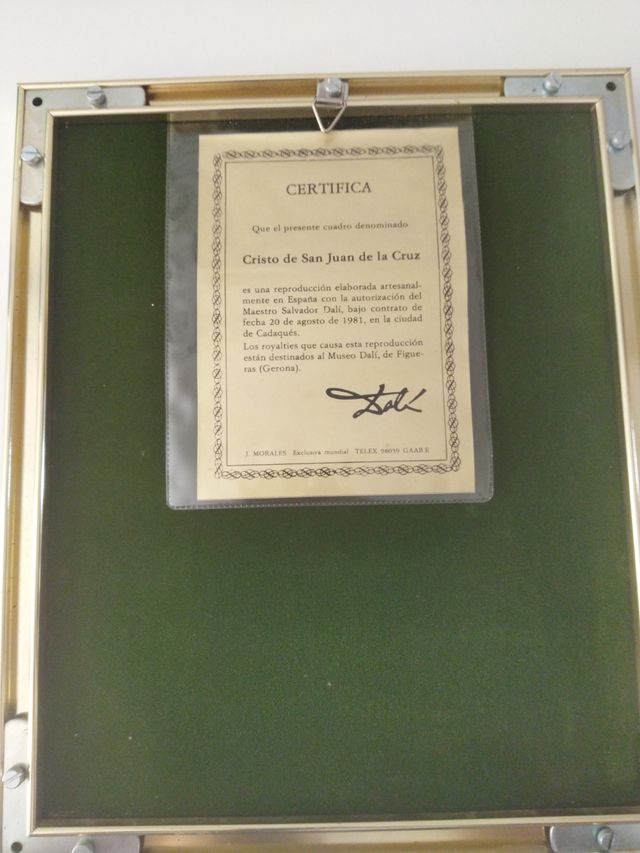 CERTIFICA
Que el presente cuadro denominado
Cristo de San Juan de la Cruz
es una reproducción elaborada artesanal-
mente en España con la autorización del
Maestro Salvador Dalí, bajo contrato de
fecha 20 de agosto de 1981, en la ciudad
de Cadaqués.
Los royalties que causa esta reproducción
están destinados al Museo Dalí, de Figue-
ras (Gerona).
Dalí
J. MORALES Exclusiva mundial TELEX 98059 GAAB E